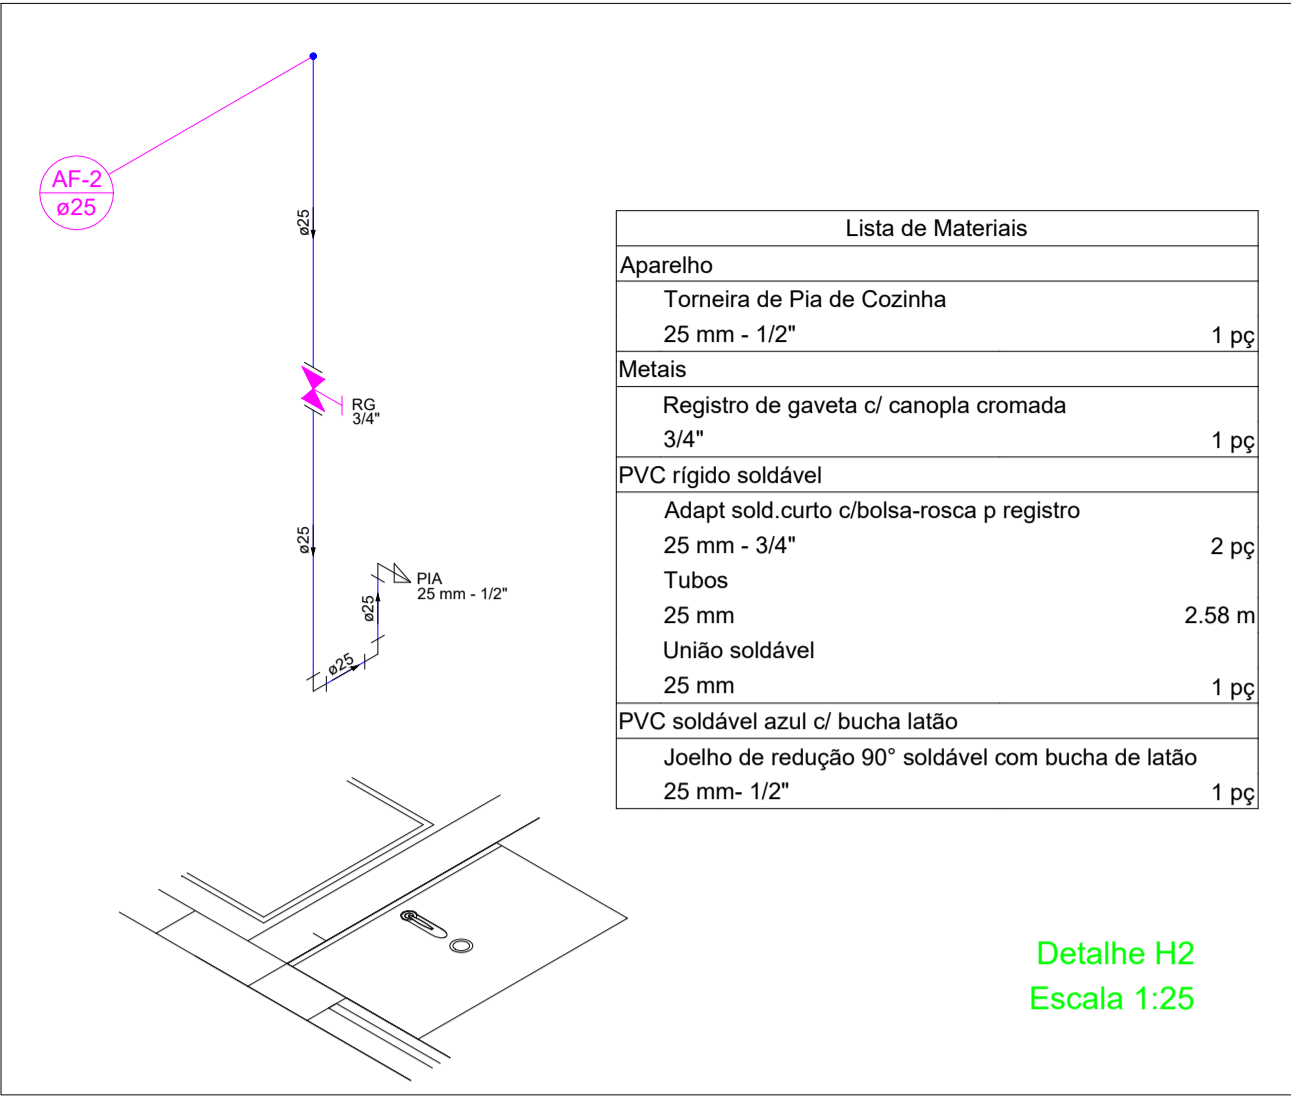 AF-2
ø25
ø25
RG
3/4"
ø25
PIA
25 mm - 1/2"
ø25
ø25
Lista de Materiais
Aparelho
Torneira de Pia de Cozinha
25 mm - 1/2" 1 pç
Metais
Registro de gaveta c/ canopla cromada
3/4" 1 pç
PVC rígido soldável
Adapt sold.curto c/bolsa-rosca p registro
25 mm - 3/4" 2 pç
Tubos
25 mm 2.58 m
União soldável
25 mm 1 pç
PVC soldável azul c/ bucha latão
Joelho de redução 90° soldável com bucha de latão
25 mm- 1/2" 1 pç
Detalhe H2
Escala 1:25